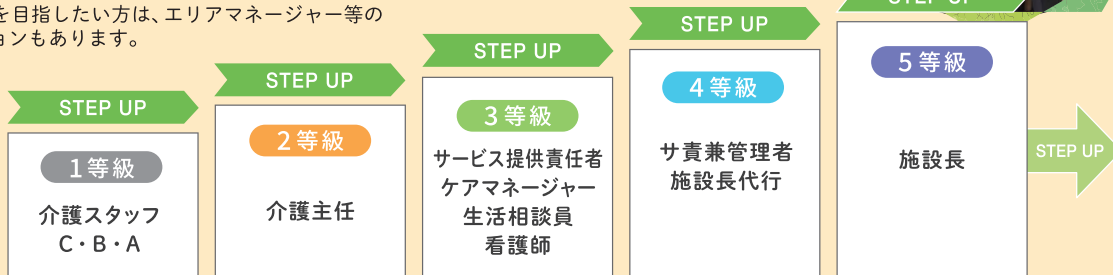 を目指したい方は、エリアマネージャー等の
ョンもあります。
STEP UP
1等級
介護スタッフ
C・B・A
STEP UP
2等級
介護主任
STEP UP
3等級
サービス提供責任者
ケアマネージャー
生活相談員
看護師
STEP UP
4等級
サ責兼管理者
施設長代行
STEP UP
5等級
施設長
STEP UP